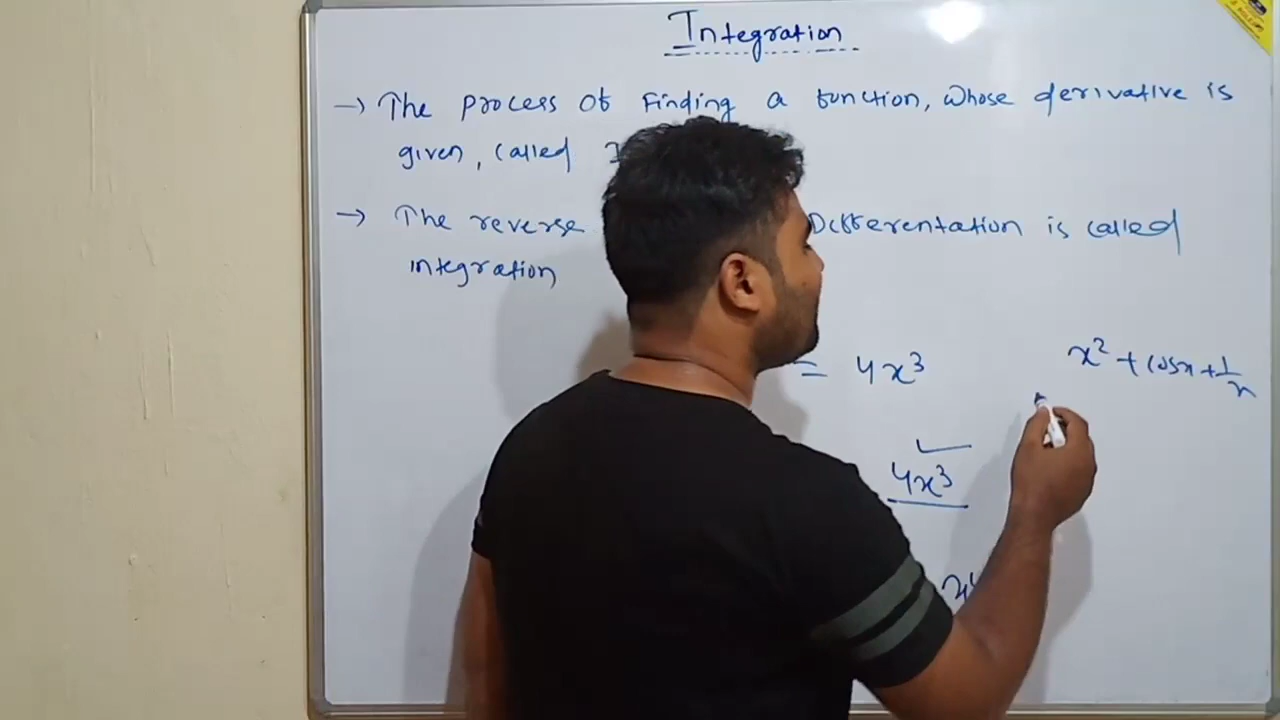 Integration
→ The process of Finding a function, whose derivative is
given, called
→ The reverse Differentation is called
integration
= 4x³ x² + cosx + 1/x
4x³